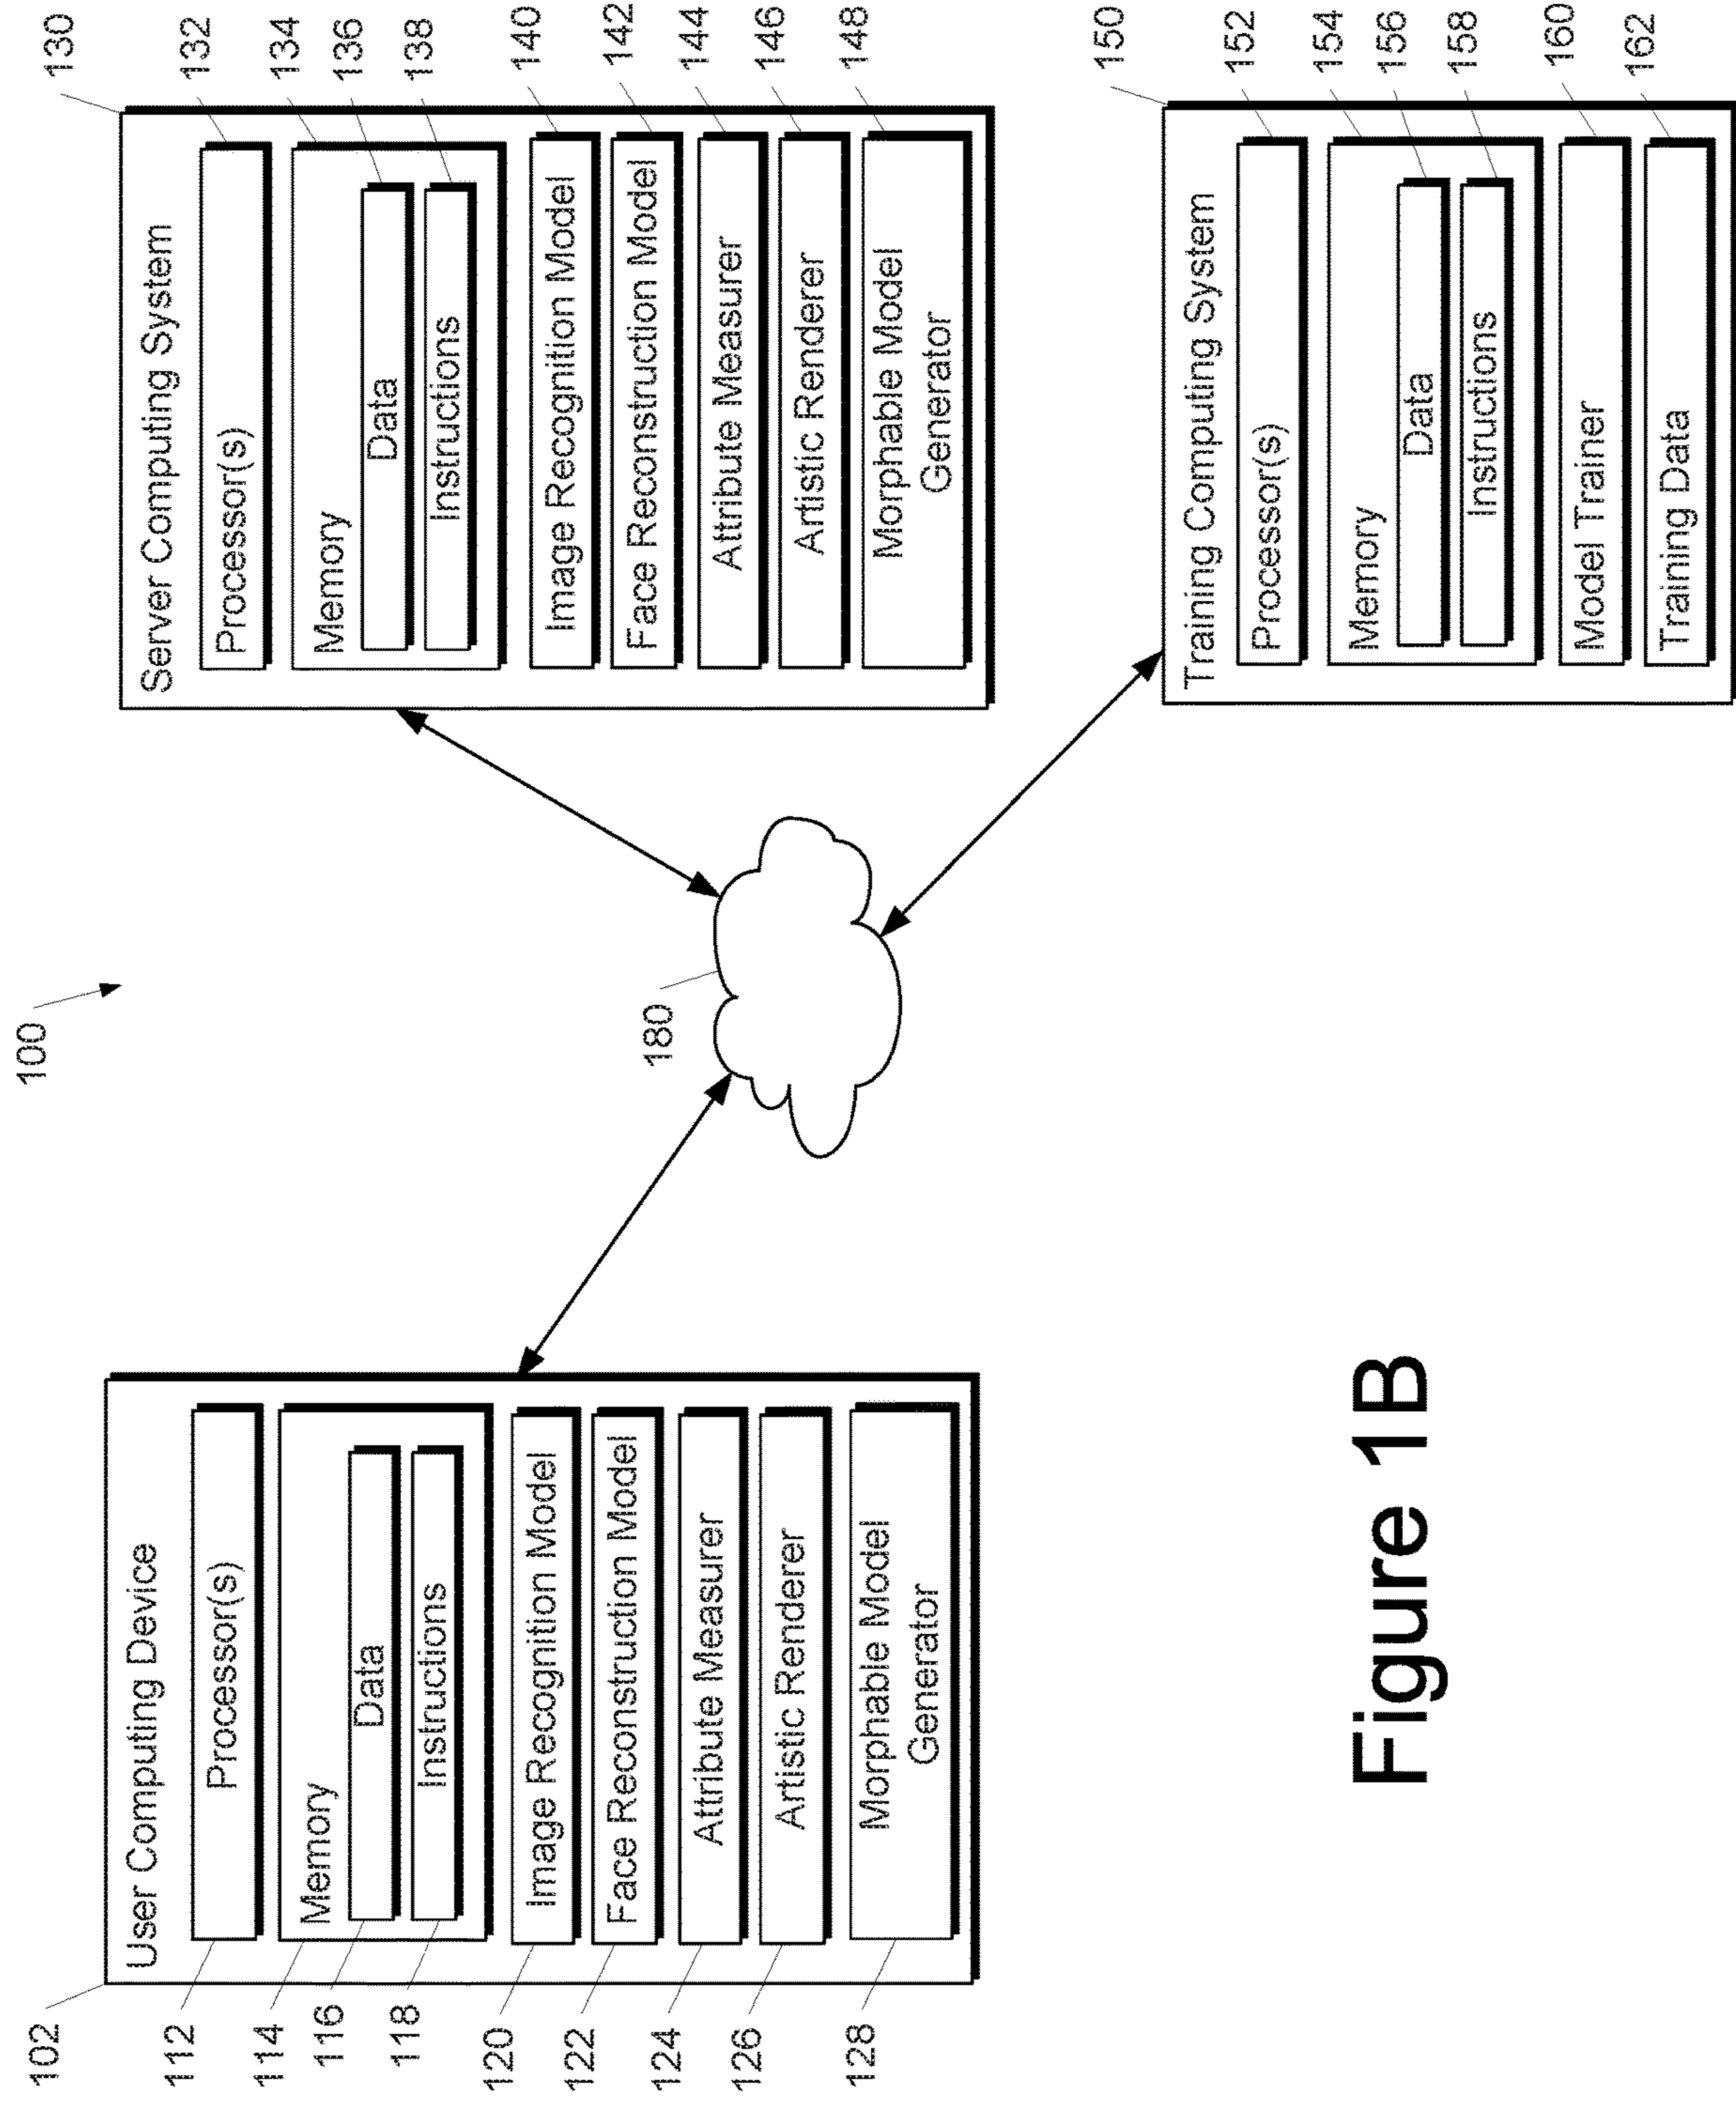 100
102
User Computing Device
112
Processor(s)
114
Memory
116
Data
118
Instructions
120
Image Recognition Model
122
Face Reconstruction Model
124
Attribute Measurer
126
Artistic Renderer
128
Morphable Model
Generator
180
130
Server Computing System
132
Processor(s)
134
Memory
136
Data
138
Instructions
140
Image Recognition Model
142
Face Reconstruction Model
144
Attribute Measurer
146
Artistic Renderer
148
Morphable Model
Generator
150
Training Computing System
152
Processor(s)
154
Memory
156
Data
158
Instructions
160
Model Trainer
162
Training Data
Figure 1B